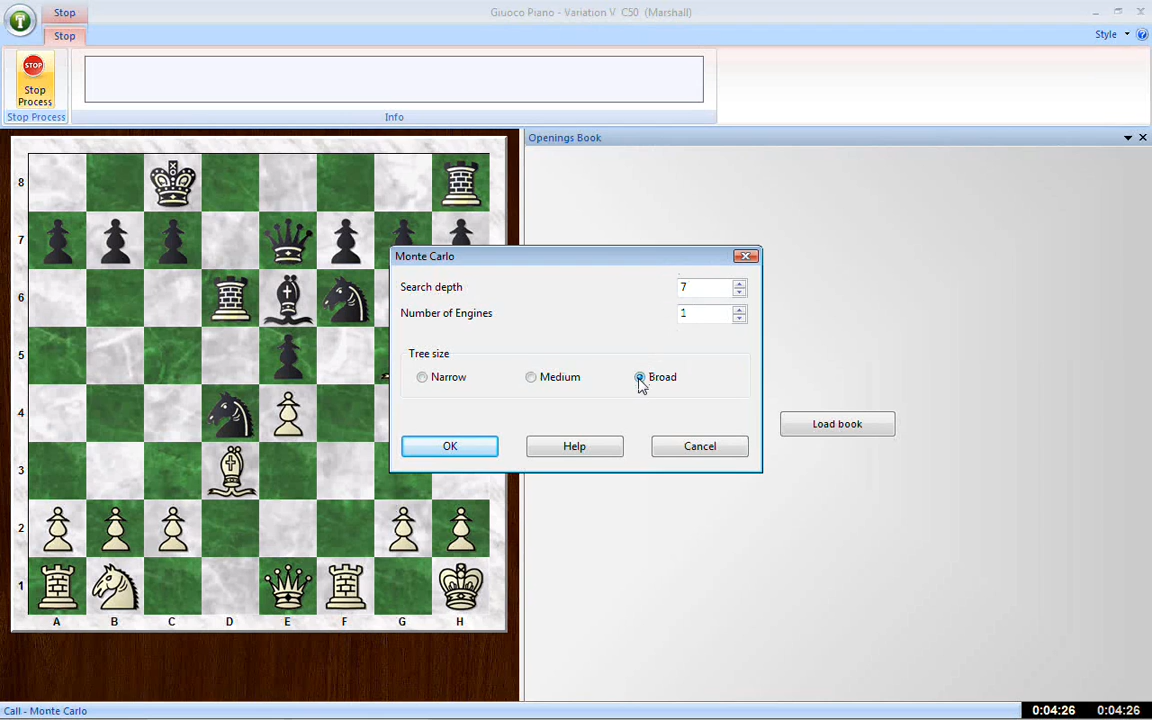 T
Stop
Giuoco Piano - Variation V C50 (Marshall)
Stop
Style
STOP
Stop
Process
Stop Process
Info
Openings Book
8
7
6
5
4
3
2
1
A B C D E F G H
Monte Carlo
Search depth 7
Number of Engines 1
Tree size
Narrow Medium Broad
OK Help Cancel
Load book
Call - Monte Carlo
0:04:26 0:04:26